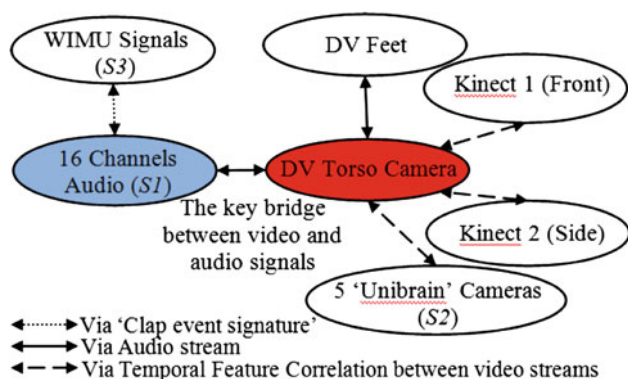 WIMU Signals
(S3)
DV Feet
Kinect 1 (Front)
16 Channels
Audio (S1)
DV Torso Camera
The key bridge
between video and
audio signals
Kinect 2 (Side)
5 ‘Unibrain’ Cameras
(S2)
Via ‘Clap event signature’
Via Audio stream
Via Temporal Feature Correlation between video streams